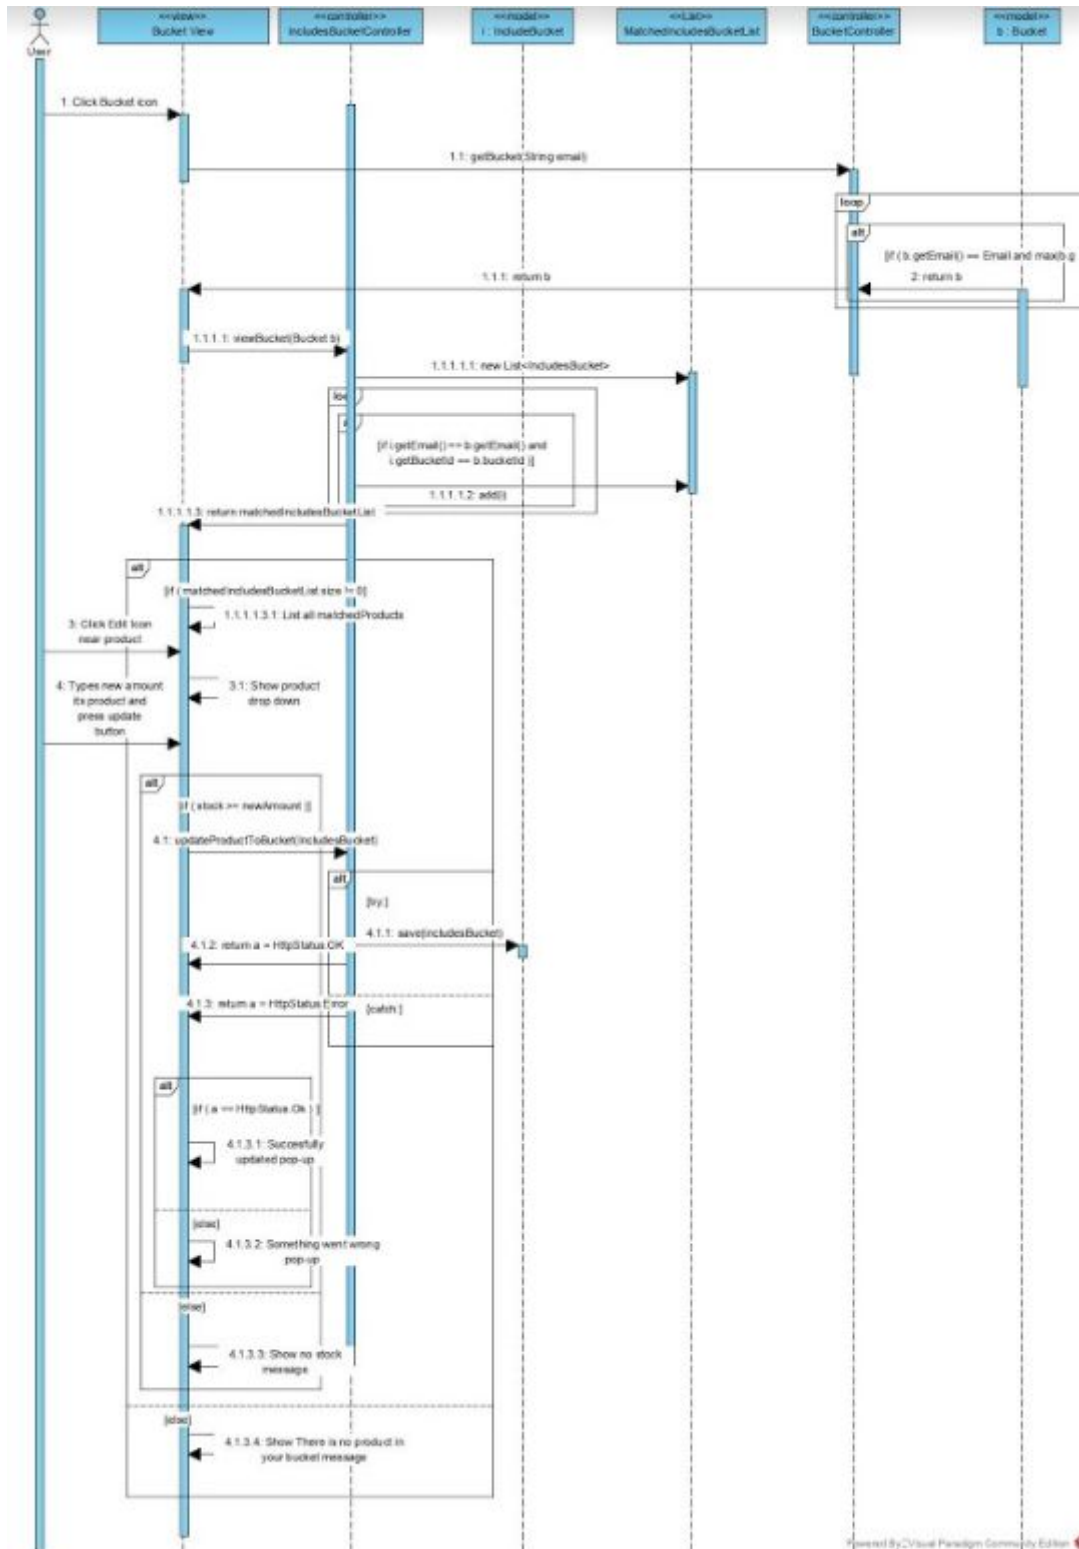 <<view>>
Bucket View
<<controller>>
IncludesBucketController
<<model>>
i : IncludeBucket
<<List>>
MatchedIncludesBucketList
<<controller>>
BucketController
<<model>>
b : Bucket
User
1: Click Bucket icon
1.1: getBucket(String email)
loop
alt
[if ( b.getEmail() == Email and max(b.g
2: return b
1.1.1: return b
1.1.1.1: viewBucket(Bucket b)
1.1.1.1.1: new List<IncludesBucket>
[if i.getEmail() == b.getEmail() and
i.getBucketId == b.bucketId )]
1.1.1.1.2: add(i)
1.1.1.1.3: return matchedIncludesBucketList
alt
[if ( matchedIncludesBucketList.size != 0]
1.1.1.1.3.1: List all matchedProducts
3: Click Edit Icon
near product
3.1: Show product
drop down
4: Types new amount
its product and
press update
button
alt
[if ( stock >= newAmount )]
4.1: updateProductToBucket(IncludesBucket)
alt
[try:]
4.1.1: save(includesBucket)
4.1.2: return a = HttpStatus.OK
4.1.3: return a = HttpStatus.Error
[catch:]
alt
[if ( a == HttpStatus.Ok )
4.1.3.1: Succesfully
updated pop-up
[else]
4.1.3.2: Something went wrong
pop-up
[else]
4.1.3.3: Show no stock
message
[else]
4.1.3.4: Show There is no product in
your bucket message
Powered By Visual Paradigm Community Edition